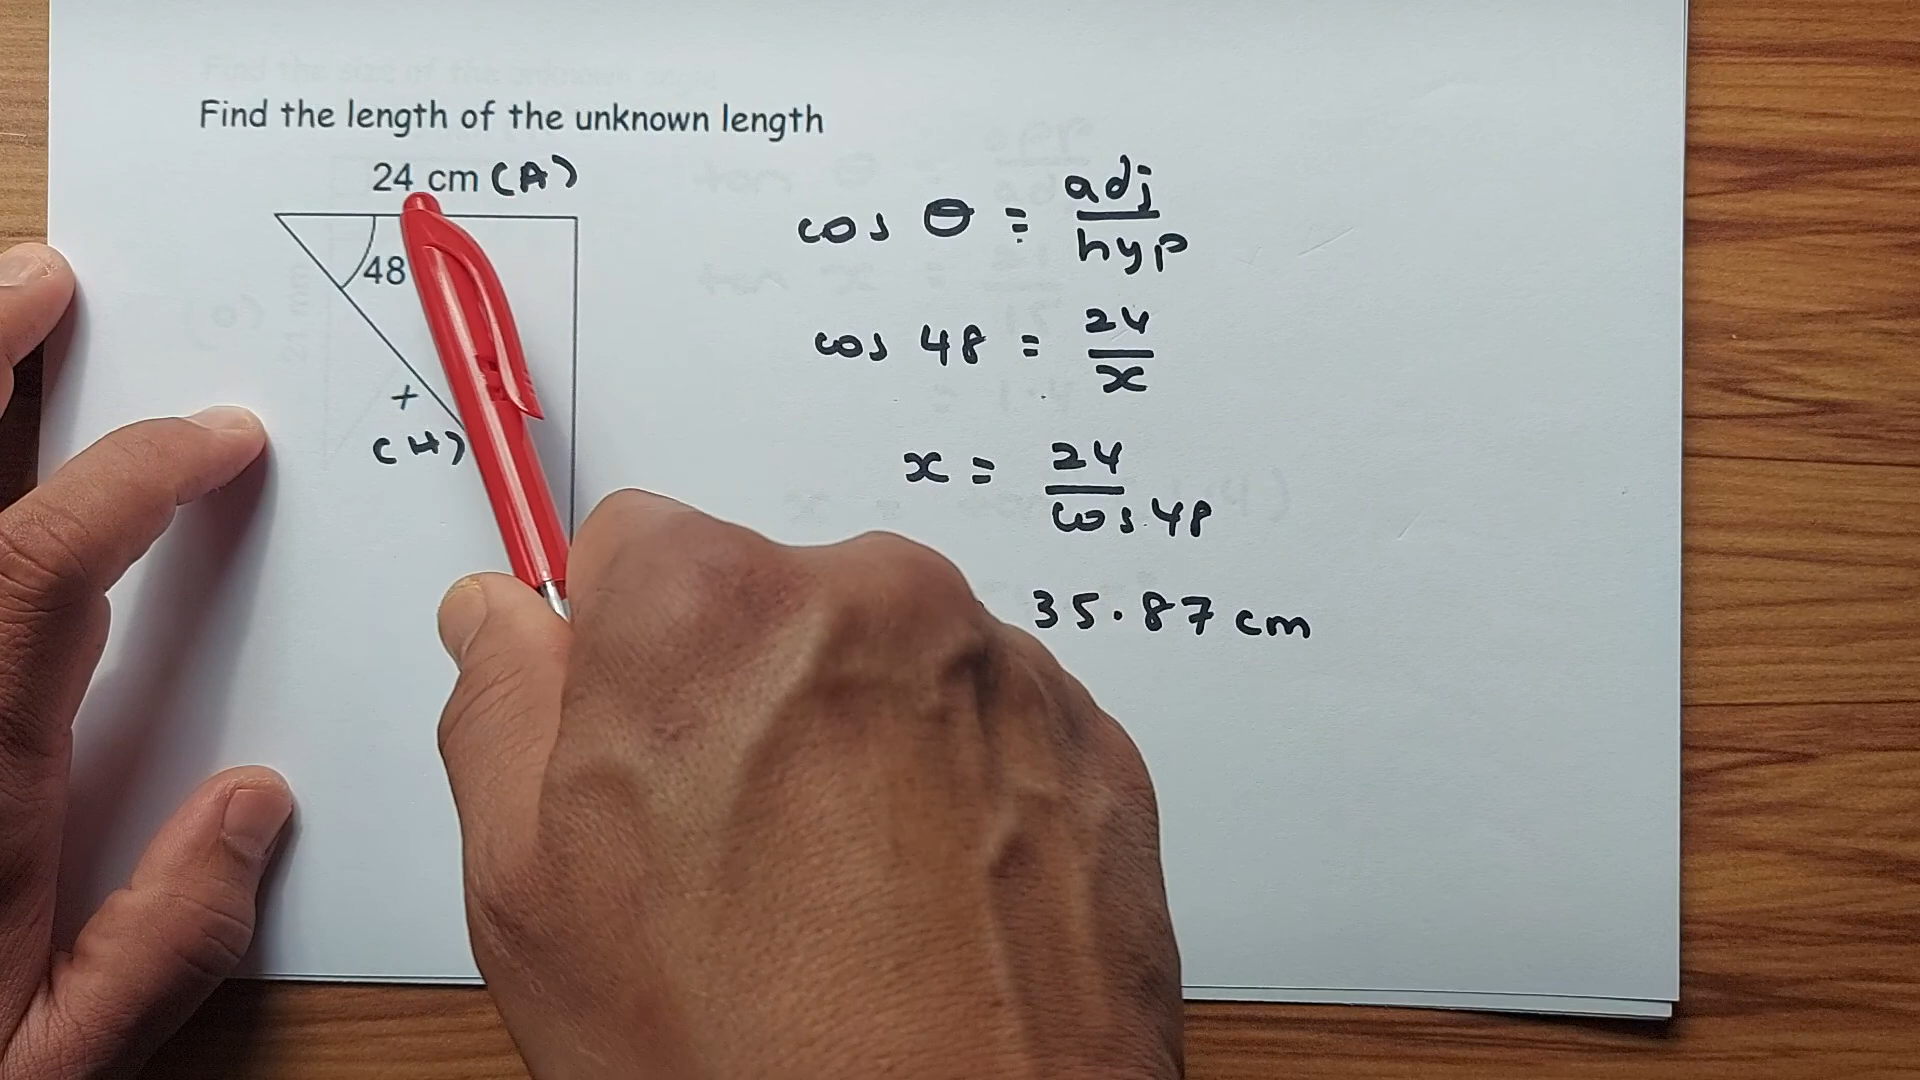 Find the length of the unknown length
24 cm (A)
48
x
(H)
cos θ = adj/hyp
cos 48 = 24/x
x = 24/cos 48
35.87 cm